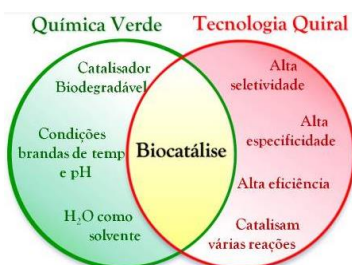 Química Verde
Tecnologia Quiral
Catalisador
Biodegradável
Condições
brandas de temp
e pH
H₂O como
solvente
Biocatálise
Alta
seletividade
Alta
especificidade
Alta eficiência
Catalisam
várias reações